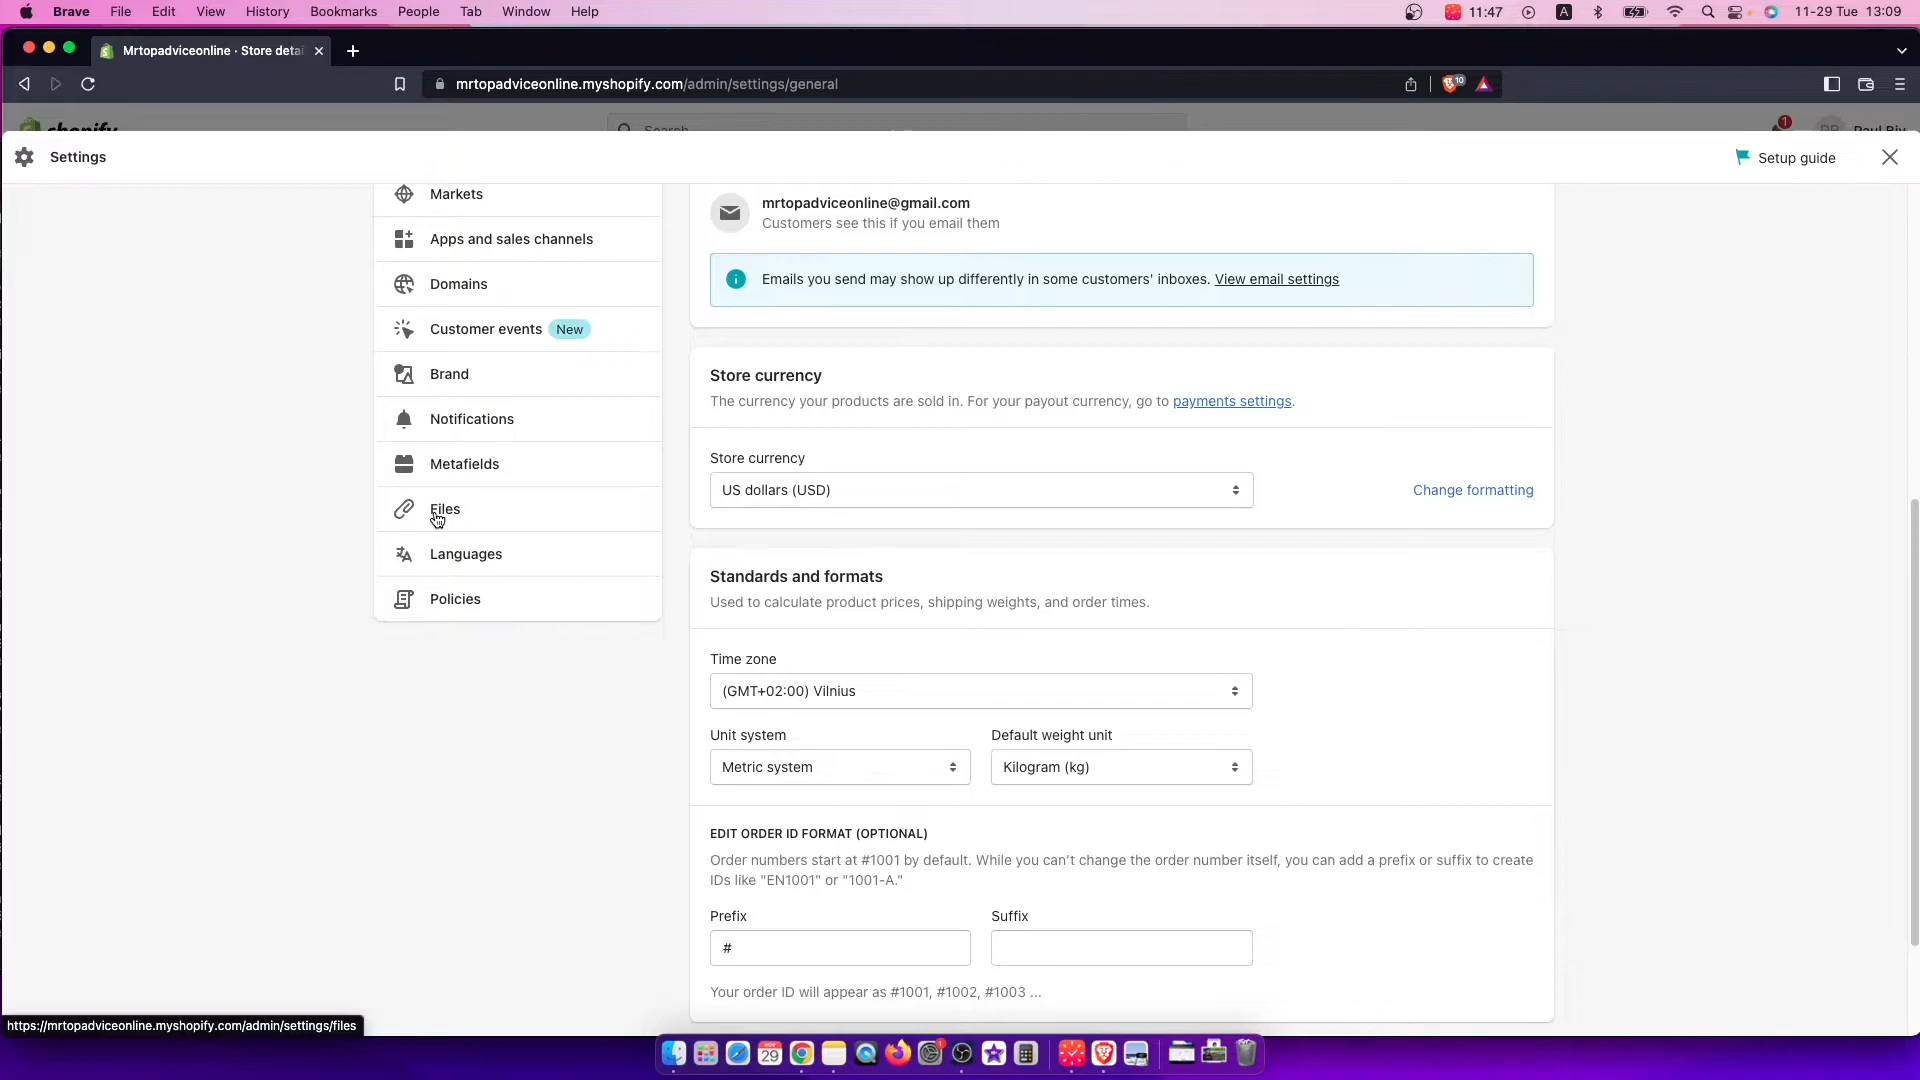 Brave File Edit View History Bookmarks People Tab Window Help 11:47 A 11-29 Tue 13:09
Mrtopadviceonline · Store detai
mrtopadviceonline.myshopify.com/admin/settings/general
10
shopify
Search
1
Settings
Setup guide
Markets
Apps and sales channels
Domains
Customer events New
Brand
Notifications
Metafields
Files
Languages
Policies
mrtopadviceonline@gmail.com
Customers see this if you email them
Emails you send may show up differently in some customers' inboxes. View email settings
Store currency
The currency your products are sold in. For your payout currency, go to payments settings.
Store currency
US dollars (USD)
Change formatting
Standards and formats
Used to calculate product prices, shipping weights, and order times.
Time zone
(GMT+02:00) Vilnius
Unit system Default weight unit
Metric system Kilogram (kg)
EDIT ORDER ID FORMAT (OPTIONAL)
Order numbers start at #1001 by default. While you can't change the order number itself, you can add a prefix or suffix to create
IDs like "EN1001" or "1001-A."
Prefix Suffix
#
Your order ID will appear as #1001, #1002, #1003 ...
https://mrtopadviceonline.myshopify.com/admin/settings/files
NOV
29
1